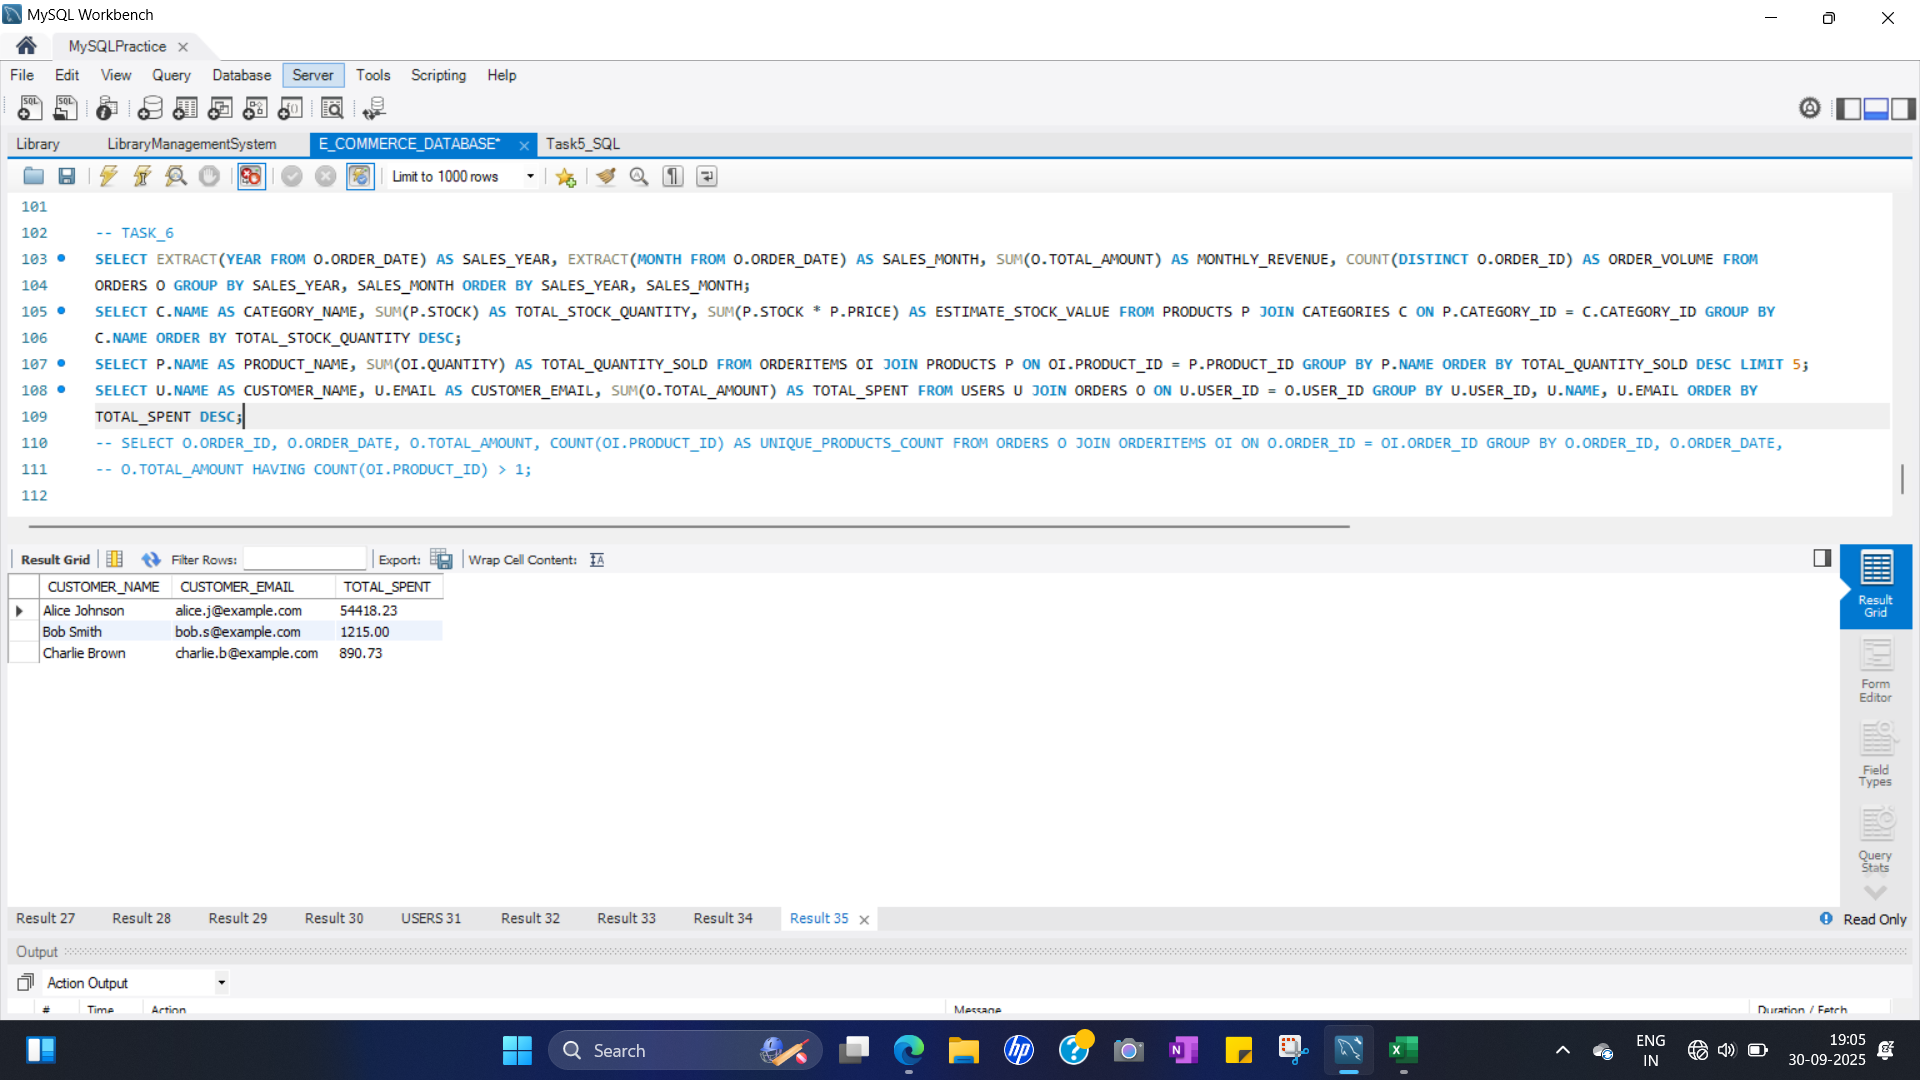 MySQL Workbench
MySQLPractice
File Edit View Query Database Server Tools Scripting Help
Library LibraryManagementSystem E_COMMERCE_DATABASE* Task5_SQL
Limit to 1000 rows
101
102 -- TASK_6
103 SELECT EXTRACT(YEAR FROM O.ORDER_DATE) AS SALES_YEAR, EXTRACT(MONTH FROM O.ORDER_DATE) AS SALES_MONTH, SUM(O.TOTAL_AMOUNT) AS MONTHLY_REVENUE, COUNT(DISTINCT O.ORDER_ID) AS ORDER_VOLUME FROM
104 ORDERS O GROUP BY SALES_YEAR, SALES_MONTH ORDER BY SALES_YEAR, SALES_MONTH;
105 SELECT C.NAME AS CATEGORY_NAME, SUM(P.STOCK) AS TOTAL_STOCK_QUANTITY, SUM(P.STOCK * P.PRICE) AS ESTIMATE_STOCK_VALUE FROM PRODUCTS P JOIN CATEGORIES C ON P.CATEGORY_ID = C.CATEGORY_ID GROUP BY
106 C.NAME ORDER BY TOTAL_STOCK_QUANTITY DESC;
107 SELECT P.NAME AS PRODUCT_NAME, SUM(OI.QUANTITY) AS TOTAL_QUANTITY_SOLD FROM ORDERITEMS OI JOIN PRODUCTS P ON OI.PRODUCT_ID = P.PRODUCT_ID GROUP BY P.NAME ORDER BY TOTAL_QUANTITY_SOLD DESC LIMIT 5;
108 SELECT U.NAME AS CUSTOMER_NAME, U.EMAIL AS CUSTOMER_EMAIL, SUM(O.TOTAL_AMOUNT) AS TOTAL_SPENT FROM USERS U JOIN ORDERS O ON U.USER_ID = O.USER_ID GROUP BY U.USER_ID, U.NAME, U.EMAIL ORDER BY
109 TOTAL_SPENT DESC;
110 -- SELECT O.ORDER_ID, O.ORDER_DATE, O.TOTAL_AMOUNT, COUNT(OI.PRODUCT_ID) AS UNIQUE_PRODUCTS_COUNT FROM ORDERS O JOIN ORDERITEMS OI ON O.ORDER_ID = OI.ORDER_ID GROUP BY O.ORDER_ID, O.ORDER_DATE,
111 -- O.TOTAL_AMOUNT HAVING COUNT(OI.PRODUCT_ID) > 1;
112
Result Grid Filter Rows: Export: Wrap Cell Content:
CUSTOMER_NAME CUSTOMER_EMAIL TOTAL_SPENT
Alice Johnson alice.j@example.com 54418.23
Bob Smith bob.s@example.com 1215.00
Charlie Brown charlie.b@example.com 890.73
Result
Grid
Form
Editor
Field
Types
Query
Stats
Result 27 Result 28 Result 29 Result 30 USERS 31 Result 32 Result 33 Result 34 Result 35 Read Only
Output
Action Output
# Time Action Message Duration / Fetch
Search
ENG
IN
19:05
30-09-2025